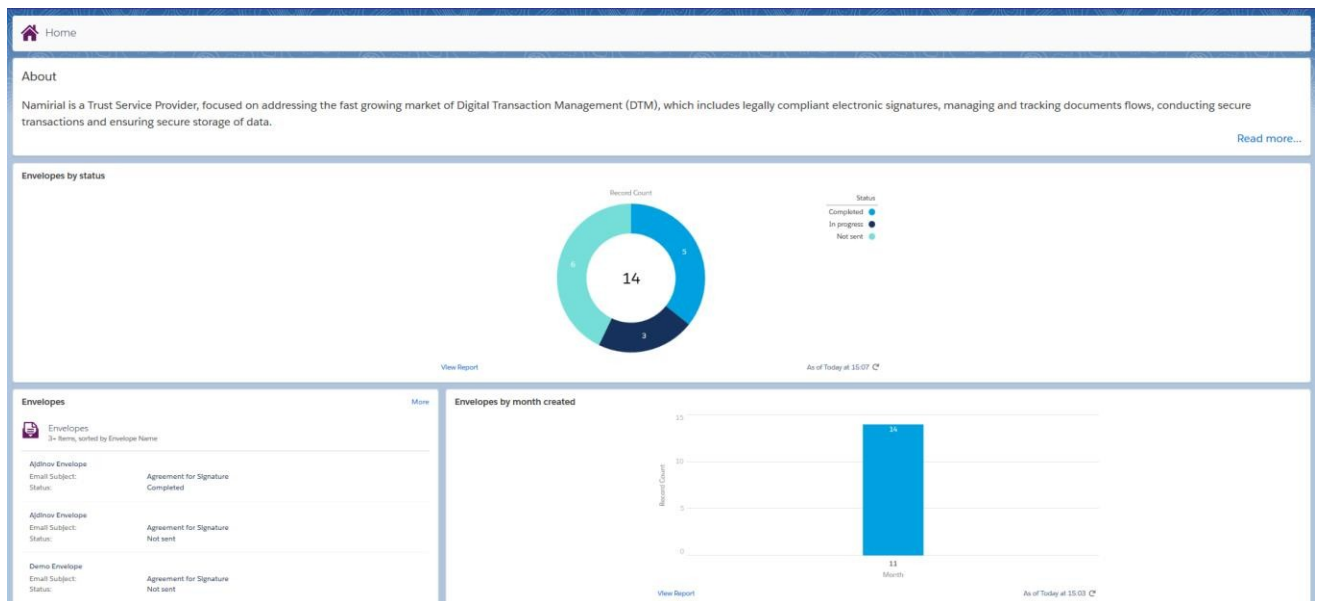 Home
About
Namirial is a Trust Service Provider, focused on addressing the fast growing market of Digital Transaction Management (DTM), which includes legally compliant electronic signatures, managing and tracking documents flows, conducting secure
transactions and ensuring secure storage of data.
Read more...
Envelopes by status
Record Count
Status
Completed
In progress
Not sent
5
6
14
3
View Report
As of Today at 15:07
Envelopes
More
Envelopes
3+ Items, sorted by Envelope Name
Ajdinov Envelope
Email Subject: Agreement for Signature
Status: Completed
Ajdinov Envelope
Email Subject: Agreement for Signature
Status: Not sent
Demo Envelope
Email Subject: Agreement for Signature
Status: Not sent
Envelopes by month created
15
14
10
Record Count
5
0
11
Month
View Report
As of Today at 15:03